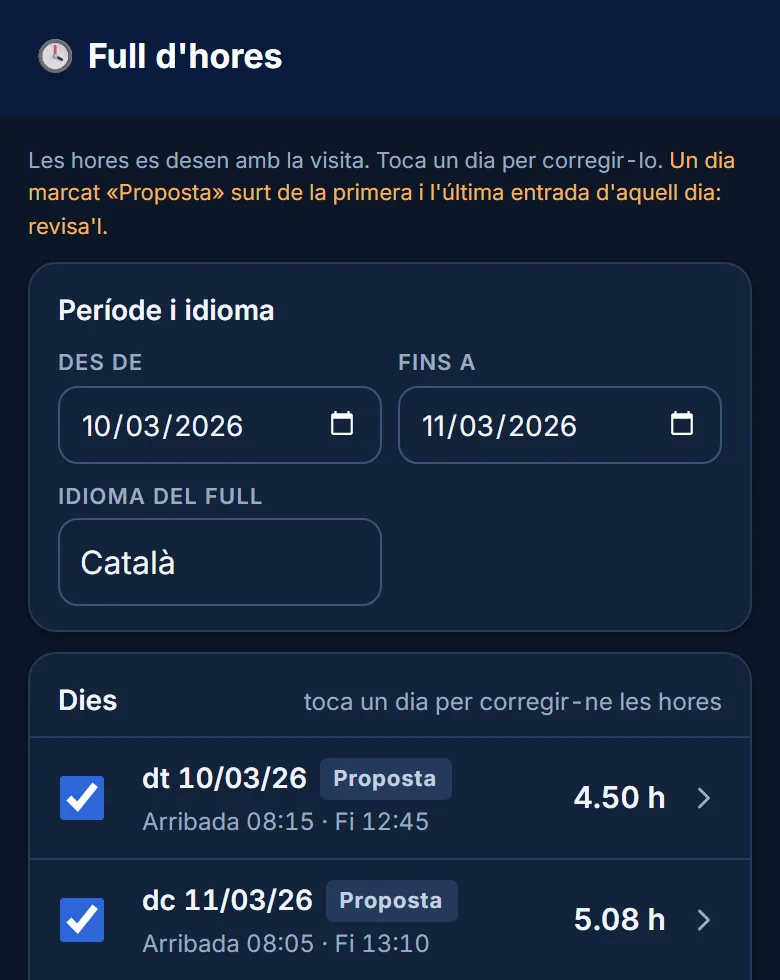 Full d'hores
Les hores es desen amb la visita. Toca un dia per corregir-lo. Un dia
marcat «Proposta» surt de la primera i l'última entrada d'aquell dia:
revisa'l.
Període i idioma
DES DE
FINS A
10/03/2026
11/03/2026
IDIOMA DEL FULL
Català
Dies
toca un dia per corregir-ne les hores
dt 10/03/26 Proposta
4.50 h
Arribada 08:15 · Fi 12:45
dc 11/03/26 Proposta
5.08 h
Arribada 08:05 · Fi 13:10